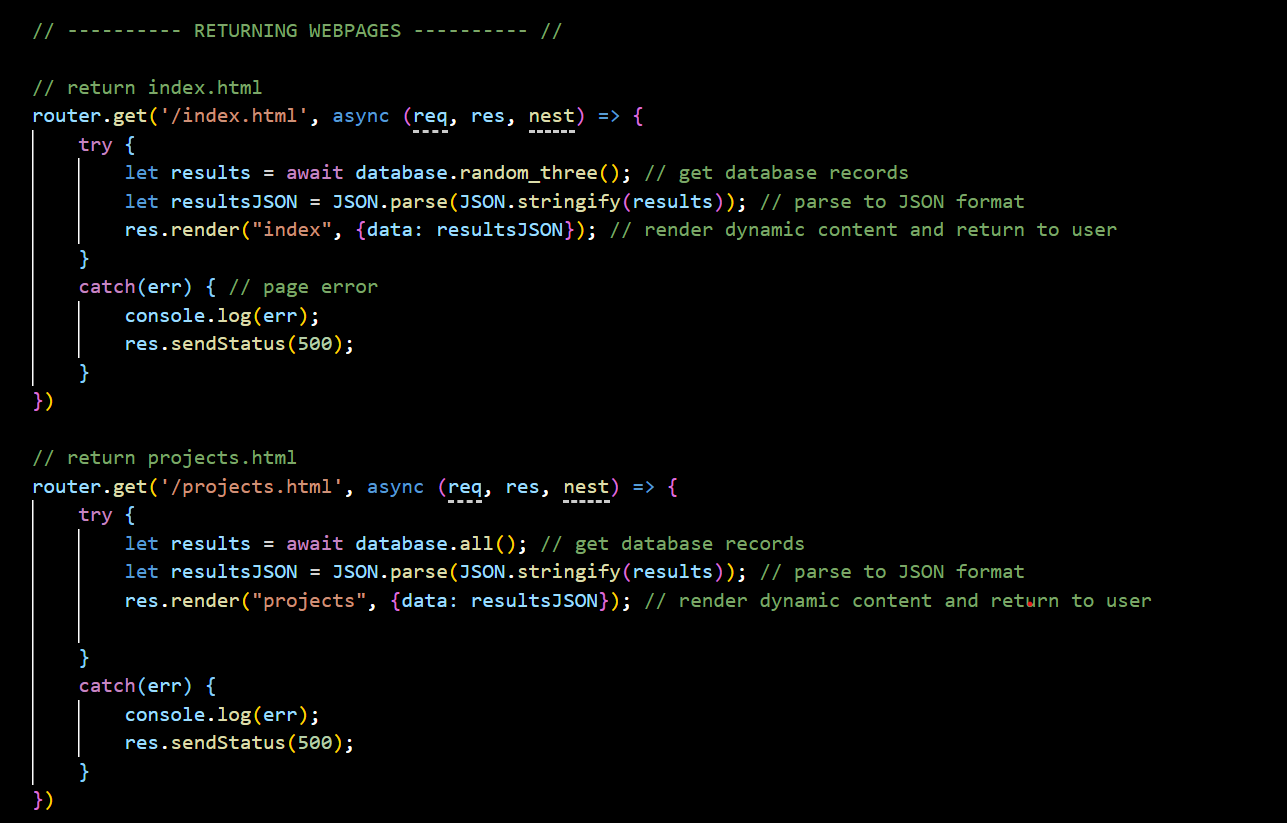 // ---------- RETURNING WEBPAGES ---------- //
// return index.html
router.get('/index.html', async (req, res, nest) => {
try {
let results = await database.random_three(); // get database records
let resultsJSON = JSON.parse(JSON.stringify(results)); // parse to JSON format
res.render("index", {data: resultsJSON}); // render dynamic content and return to user
}
catch(err) { // page error
console.log(err);
res.sendStatus(500);
}
})
// return projects.html
router.get('/projects.html', async (req, res, nest) => {
try {
let results = await database.all(); // get database records
let resultsJSON = JSON.parse(JSON.stringify(results)); // parse to JSON format
res.render("projects", {data: resultsJSON}); // render dynamic content and return to user
}
catch(err) {
console.log(err);
res.sendStatus(500);
}
})